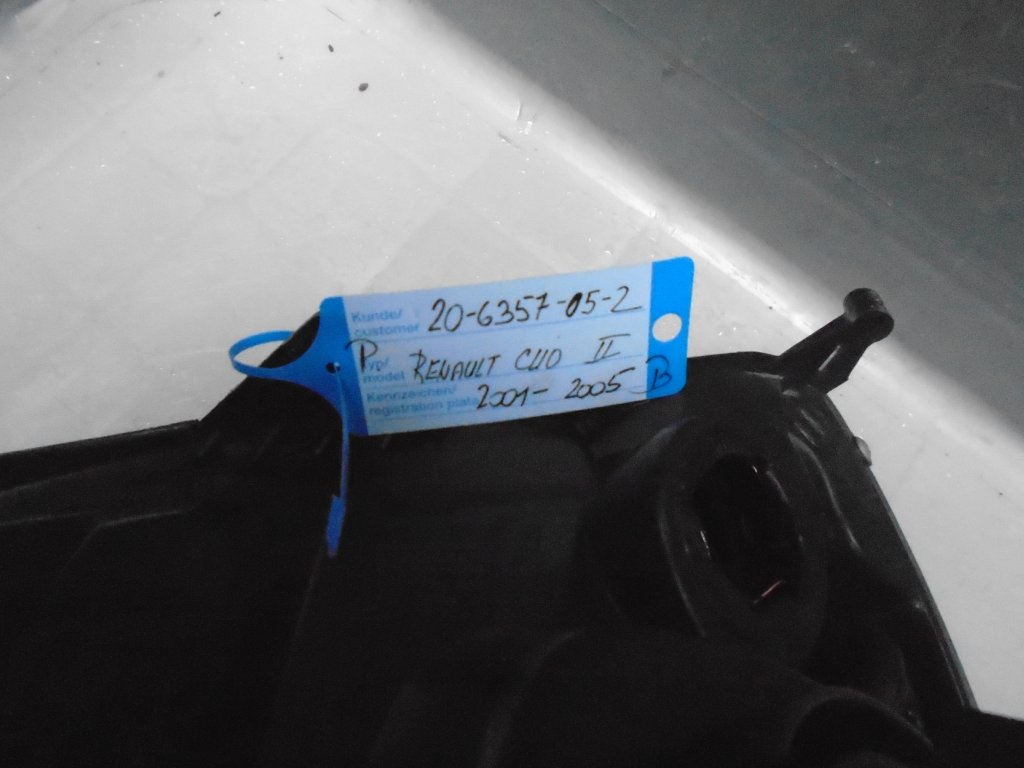 Kunde/ customer 20-6357-05-2
P Typ/ model RENAULT CLIO II
Kennzeichen/ registration plate 2001-2005 B